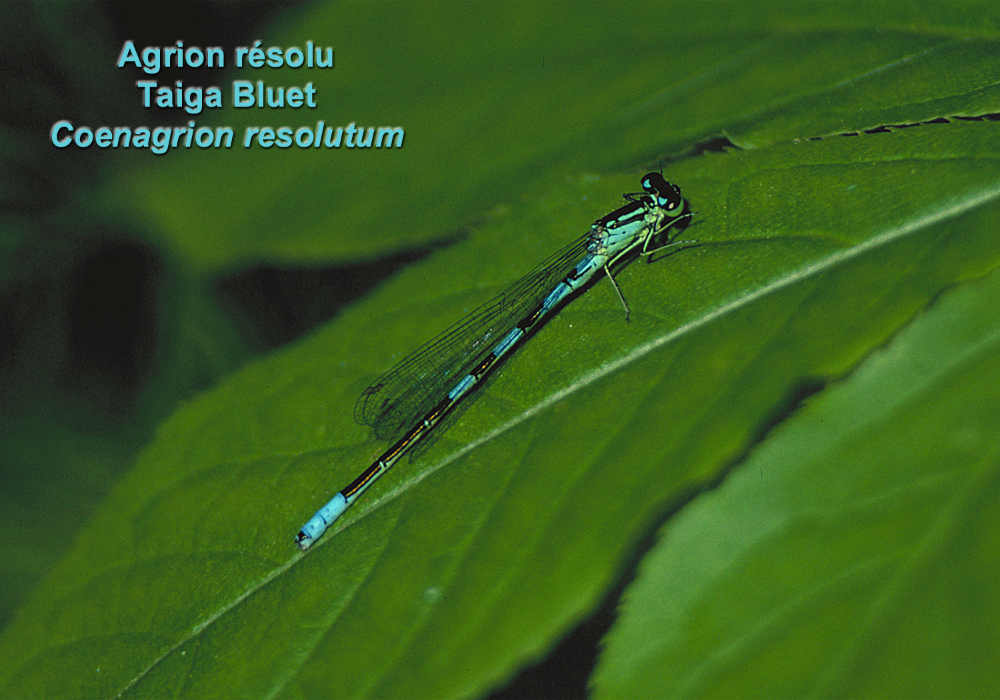 Agrion résolu
Taiga Bluet
Coenagrion resolutum